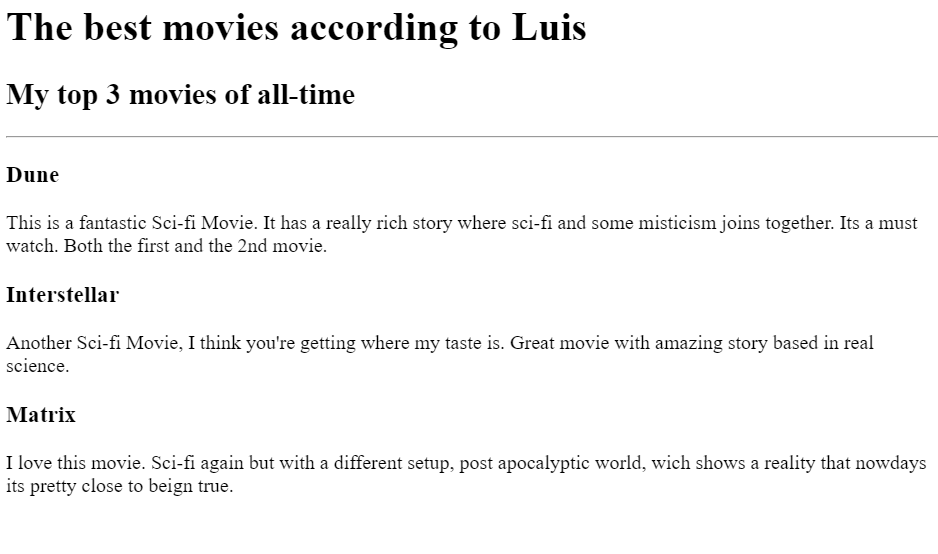 The best movies according to Luis
My top 3 movies of all-time
Dune
This is a fantastic Sci-fi Movie. It has a really rich story where sci-fi and some misticism joins together. Its a must
watch. Both the first and the 2nd movie.
Interstellar
Another Sci-fi Movie, I think you're getting where my taste is. Great movie with amazing story based in real
science.
Matrix
I love this movie. Sci-fi again but with a different setup, post apocalyptic world, wich shows a reality that nowdays
its pretty close to beign true.